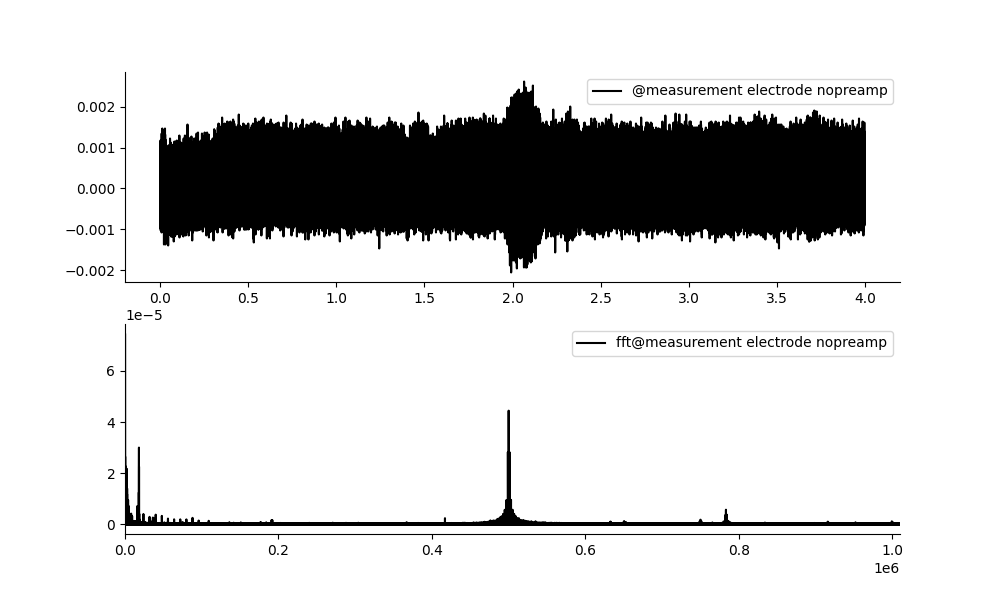 @measurement electrode nopreamp
0.002
0.001
0.000
−0.001
−0.002
0.0 0.5 1.0 1.5 2.0 2.5 3.0 3.5 4.0
1e−5
fft@measurement electrode nopreamp
6
4
2
0
0.0 0.2 0.4 0.6 0.8 1.0
1e6